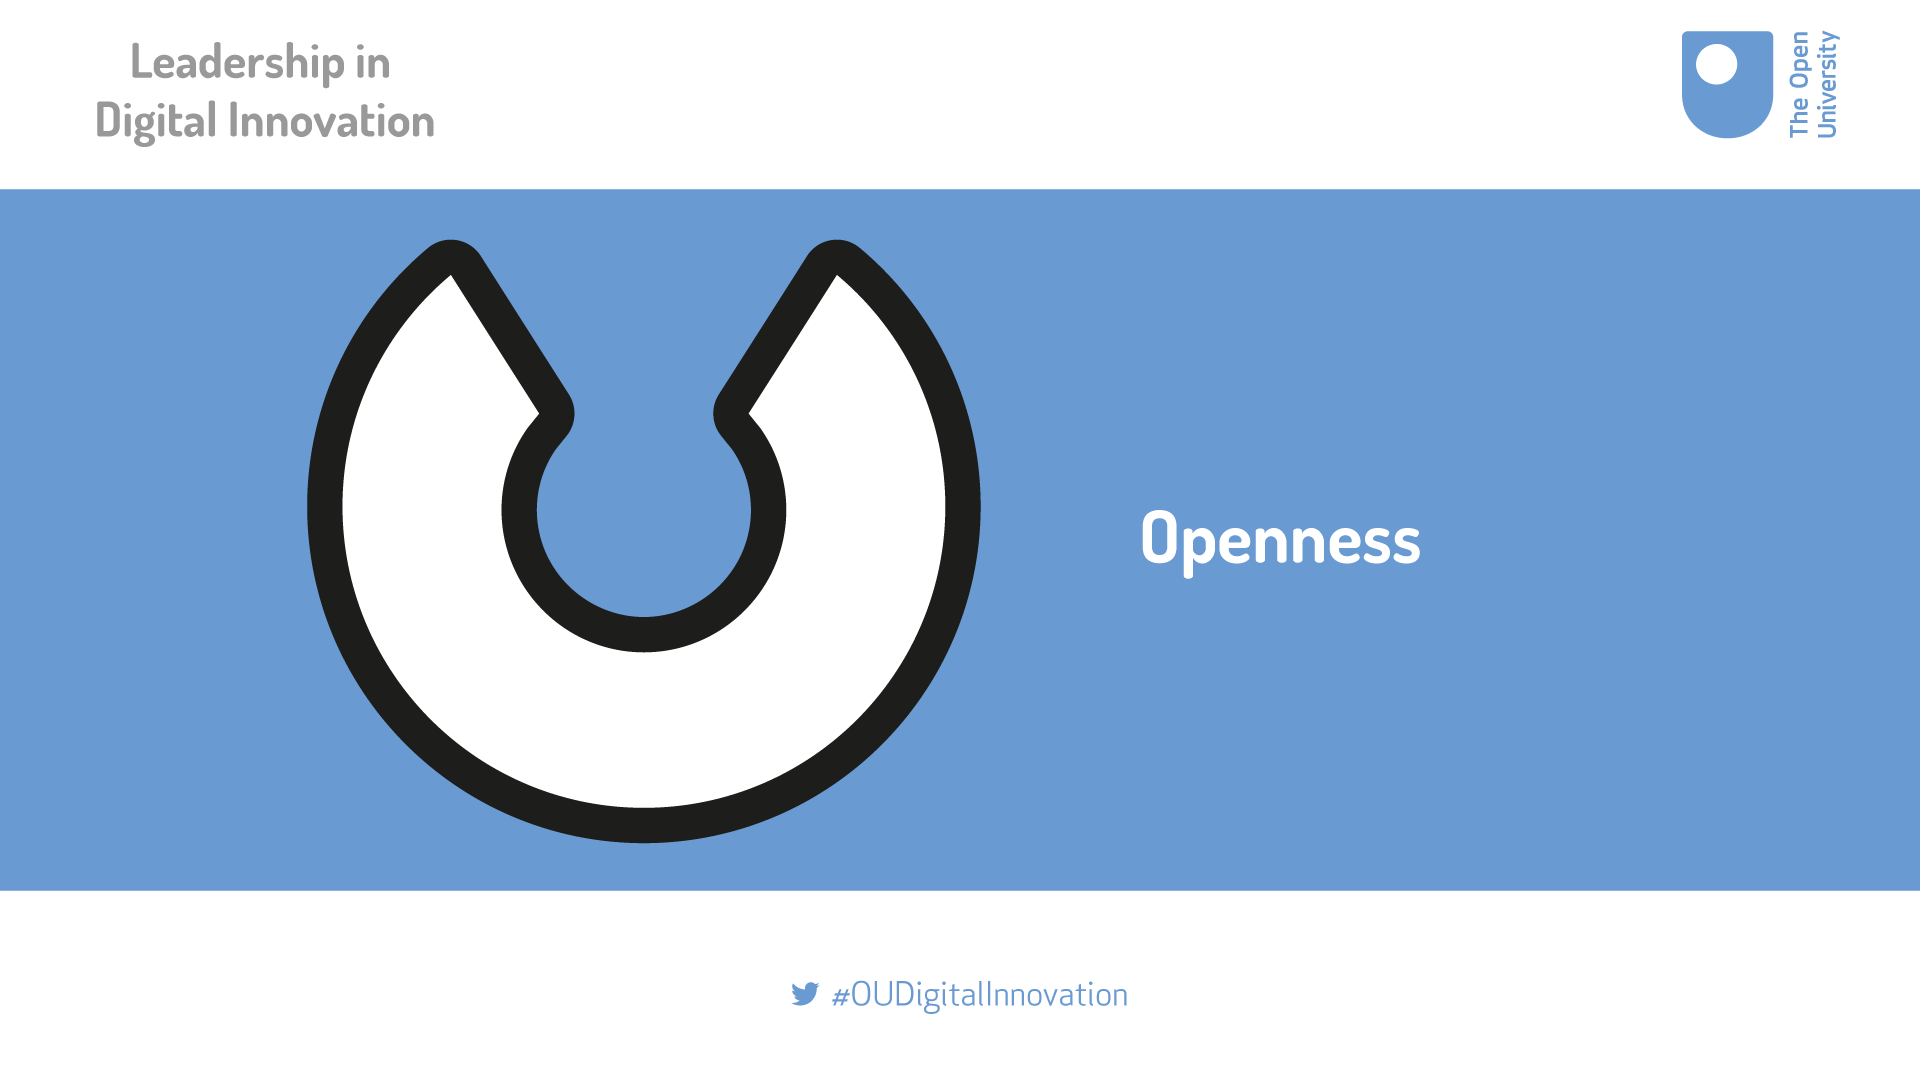 Leadership in
Digital Innovation
The Open
University
Openness
#OUDigitalInnovation